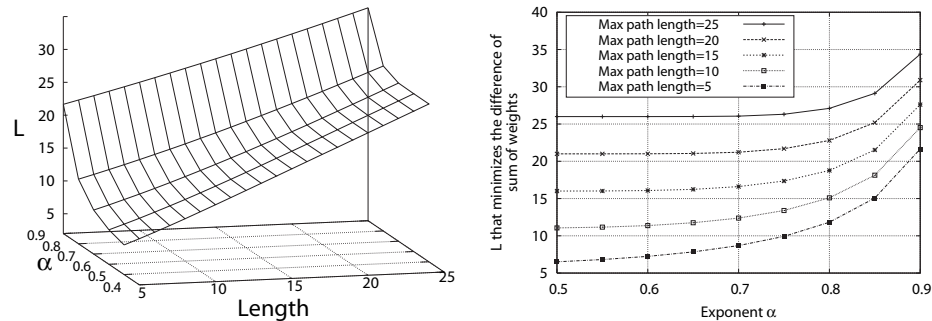 L
35
30
25
20
15
10
5
0.9
0.8
0.7
0.6
0.5
0.4
α
5
10
15
20
25
Length
L that minimizes the difference of
sum of weights
40
35
30
25
20
15
10
5
Max path length=25
Max path length=20
Max path length=15
Max path length=10
Max path length=5
0.5
0.6
0.7
0.8
0.9
Exponent α